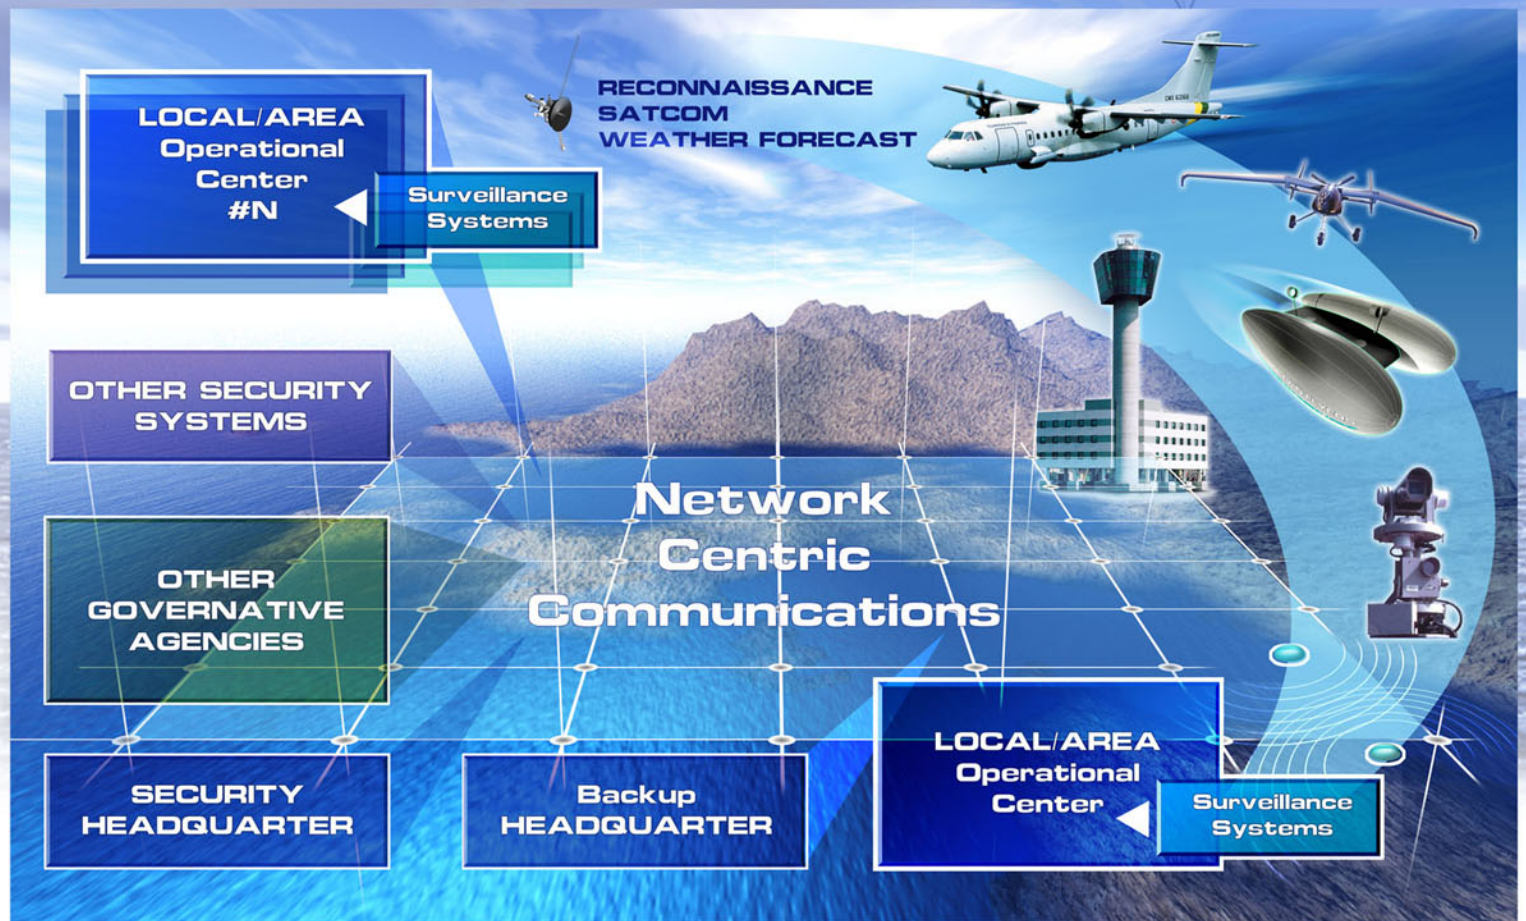 LOCAL/AREA
Operational
Center
#N
Surveillance
Systems
RECONNAISSANCE
SATCOM
WEATHER FORECAST
OTHER SECURITY
SYSTEMS
Network
Centric
Communications
OTHER
GOVERNATIVE
AGENCIES
SECURITY
HEADQUARTER
Backup
HEADQUARTER
LOCAL/AREA
Operational
Center
Surveillance
Systems